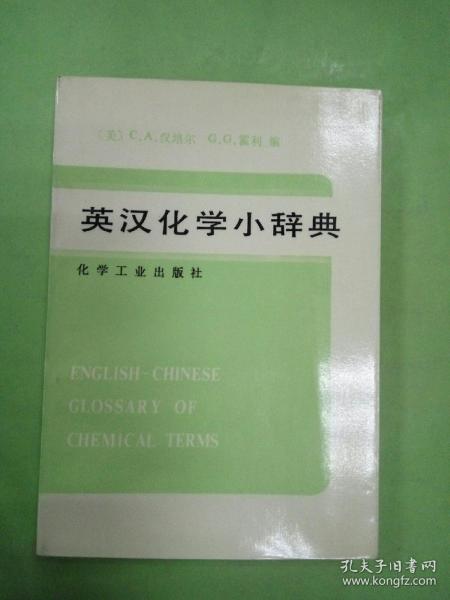 〔美〕C.A.汉培尔 G.G.霍利 编
英汉化学小辞典
化学工业出版社
ENGLISH-CHINESE
GLOSSARY OF
CHEMICAL TERMS
孔夫子旧书网
www.kongfz.com